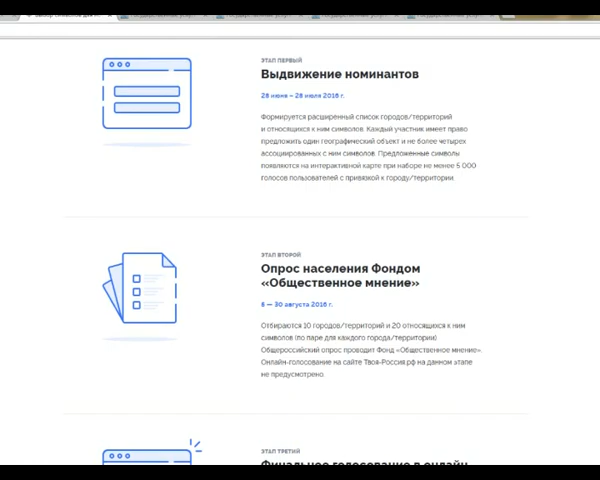 ЭТАП ПЕРВЫЙ
Выдвижение номинантов
28 июня – 28 июля 2016 г.
Формируется расширенный список городов/территорий
и относящихся к ним символов. Каждый участник имеет право
предложить один географический объект и не более четырех
ассоциированных с ним символов. Предложенные символы
появляются на интерактивной карте при наборе не менее 5 000
голосов пользователей с привязкой к городу/территории.
ЭТАП ВТОРОЙ
Опрос населения Фондом
«Общественное мнение»
6 — 30 августа 2016 г.
Отбираются 10 городов/территорий и 20 относящихся к ним
символов (по паре для каждого города/территории)
Общероссийский опрос проводит Фонд «Общественное мнение».
Онлайн-голосование на сайте Твоя-Россия.рф на данном этапе
не предусмотрено.
ЭТАП ТРЕТИЙ
Финальное голосование в онлайн